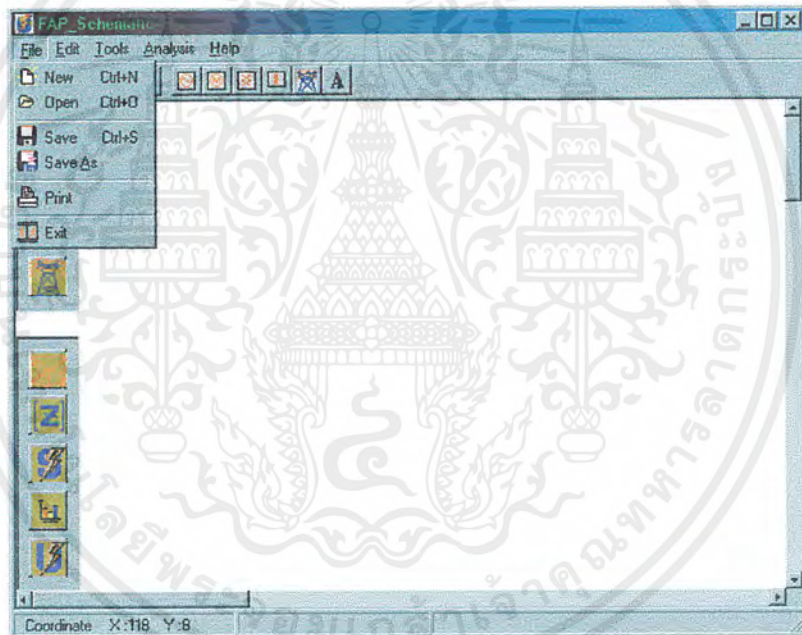 FAP_Schematic
File Edit Tools Analysis Help
New Ctrl+N
Open Ctrl+O
Save Ctrl+S
Save As
Print
Exit
A
Z
Coordinate X:118 Y:8